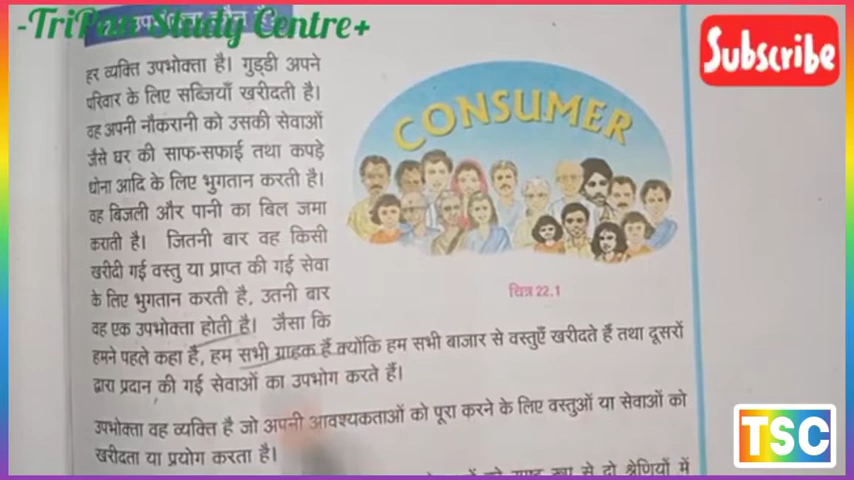 -TriPan Study Centre+
Subscribe
हर व्यक्ति उपभोक्ता है। गुड्डी अपने
परिवार के लिए सब्जियाँ खरीदती है।
वह अपनी नौकरानी को उसकी सेवाओं
जैसे घर की साफ-सफाई तथा कपड़े
धोना आदि के लिए भुगतान करती है।
वह बिजली और पानी का बिल जमा
कराती है। जितनी बार वह किसी
खरीदी गई वस्तु या प्राप्त की गई सेवा
के लिए भुगतान करती है, उतनी बार
वह एक उपभोक्ता होती है। जैसा कि
CONSUMER
चित्र 22.1
हमने पहले कहा है, हम सभी ग्राहक हैं क्योंकि हम सभी बाजार से वस्तुएँ खरीदते हैं तथा दूसरों
द्वारा प्रदान की गई सेवाओं का उपभोग करते हैं।
उपभोक्ता वह व्यक्ति है जो अपनी आवश्यकताओं को पूरा करने के लिए वस्तुओं या सेवाओं को
खरीदता या प्रयोग करता है।
से दो श्रेणियों में
TSC